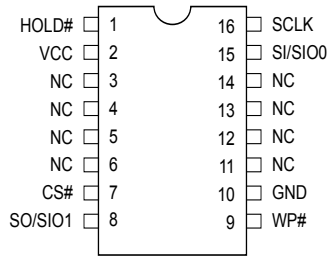 HOLD# 1 16 SCLK
VCC 2 15 SI/SIO0
NC 3 14 NC
NC 4 13 NC
NC 5 12 NC
NC 6 11 NC
CS# 7 10 GND
SO/SIO1 8 9 WP#